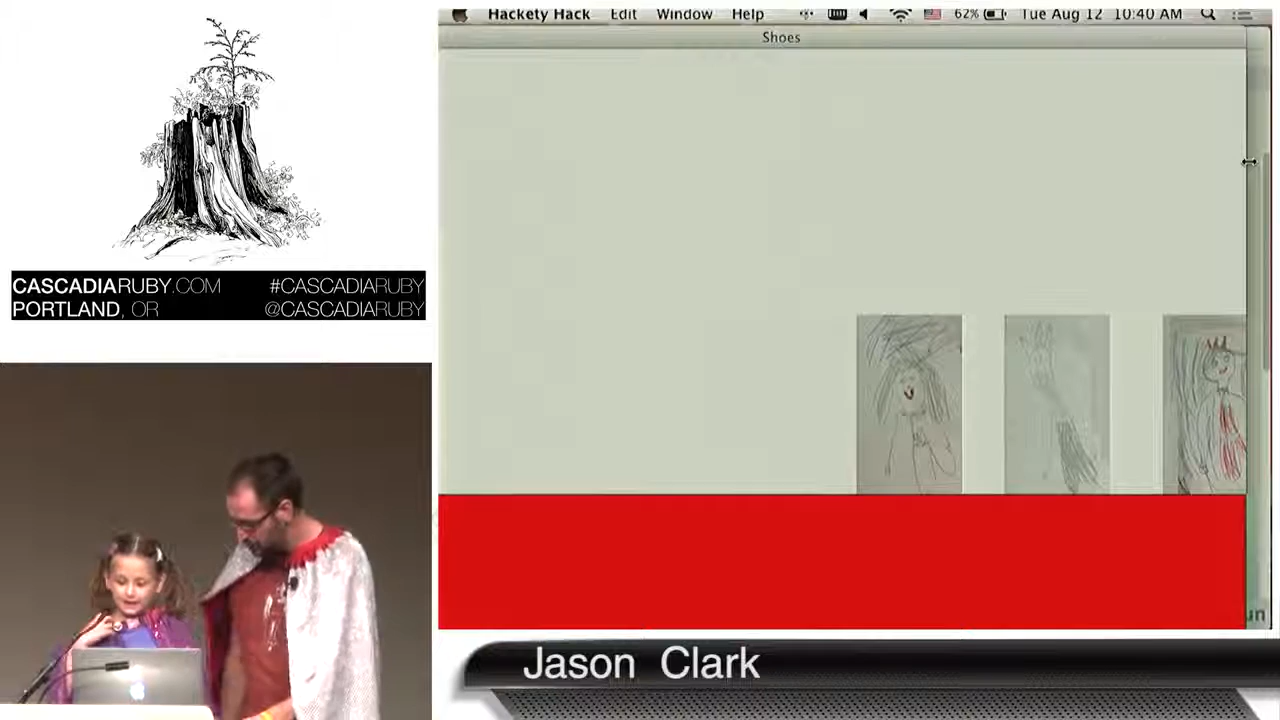 Hackety Hack Edit Window Help 62% Tue Aug 12 10:40 AM
Shoes
CASCADIARUBY.COM #CASCADIARUBY
PORTLAND, OR @CASCADIARUBY
Jason Clark